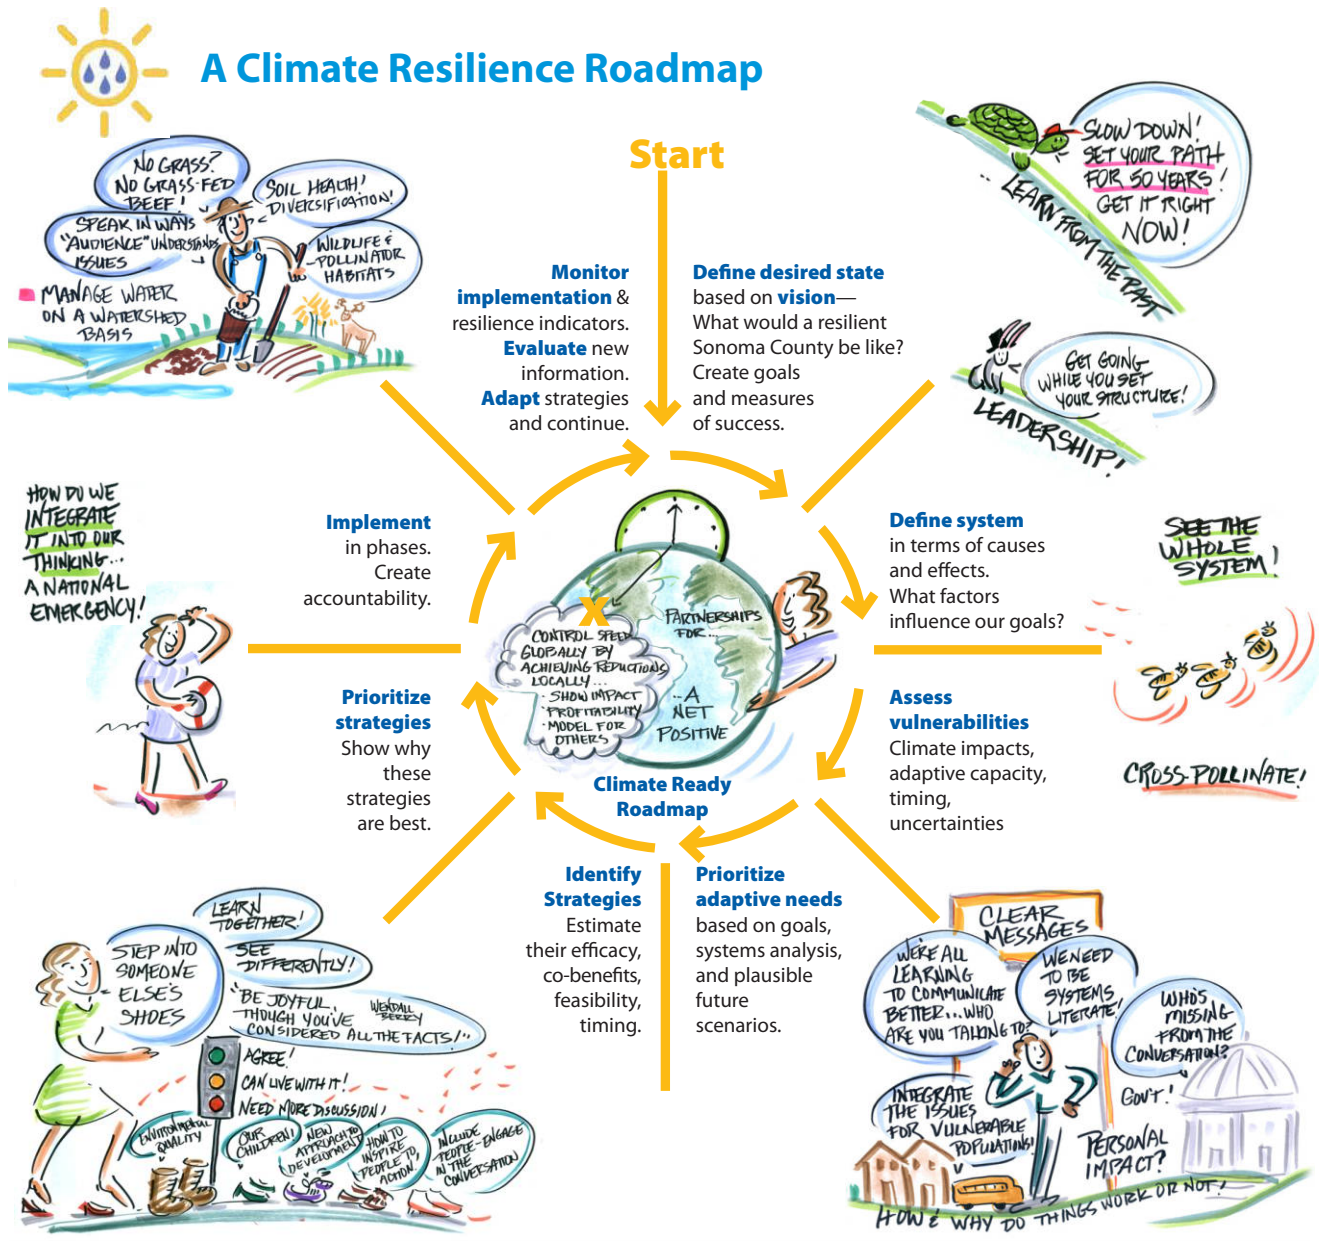 A Climate Resilience Roadmap
Start
NO GRASS?
NO GRASS-FED
BEEF!
SOIL HEALTH!
DIVERSIFICATION!
SPEAK IN WAYS
"AUDIENCE" UNDERSTANDS
ISSUES
WILDLIFE &
POLLINATOR
HABITATS
MANAGE WATER
ON A WATERSHED
BASIS
SLOW DOWN!
SET YOUR PATH
FOR 50 YEARS!
GET IT RIGHT
NOW!
LEARN FROM THE PAST
GET GOING
WHILE YOU SET
YOUR STRUCTURE!
LEADERSHIP!
Monitor
implementation &
resilience indicators.
Evaluate new
information.
Adapt strategies
and continue.
Define desired state
based on vision—
What would a resilient
Sonoma County be like?
Create goals
and measures
of success.
HOW DO WE
INTEGRATE
IT INTO OUR
THINKING...
A NATIONAL
EMERGENCY!
Implement
in phases.
Create
accountability.
Define system
in terms of causes
and effects.
What factors
influence our goals?
SEE THE
WHOLE
SYSTEM!
CROSS-POLLINATE!
X
CONTROL SPEED
GLOBALLY BY
ACHIEVING REDUCTIONS
LOCALLY...
· SHOW IMPACT
· PROFITABILITY
· MODEL FOR
OTHERS
PARTNERSHIPS
FOR...
...A
NET
POSITIVE
Climate Ready
Roadmap
Prioritize
strategies
Show why
these
strategies
are best.
Assess
vulnerabilities
Climate impacts,
adaptive capacity,
timing,
uncertainties
Identify
Strategies
Estimate
their efficacy,
co-benefits,
feasibility,
timing.
Prioritize
adaptive needs
based on goals,
systems analysis,
and plausible
future
scenarios.
LEARN
TOGETHER!
STEP INTO
SOMEONE
ELSE'S
SHOES
SEE
DIFFERENTLY!
"BE JOYFUL,
THOUGH YOU'VE
CONSIDERED ALL THE FACTS!"
WENDALL
BERRY
AGREE!
CAN LIVE WITH IT!
NEED MORE DISCUSSION!
ENVIRONMENTAL
QUALITY
OUR
CHILDREN!
NEW
APPROACH TO
DEVELOPMENT
HOW TO
INSPIRE
PEOPLE TO
ACTION.
INCLUDE
PEOPLE-ENGAGE
IN THE
CONVERSATION
CLEAR
MESSAGES
WE'RE ALL
LEARNING
TO COMMUNICATE
BETTER...WHO
ARE YOU TALKING TO?
WE NEED
TO BE
SYSTEMS
LITERATE!
WHO'S
MISSING
FROM THE
CONVERSATION?
GOV'T!
INTEGRATE
THE ISSUES
FOR VULNERABLE
POPULATIONS!
PERSONAL
IMPACT?
HOW & WHY DO THINGS WORK OR NOT!